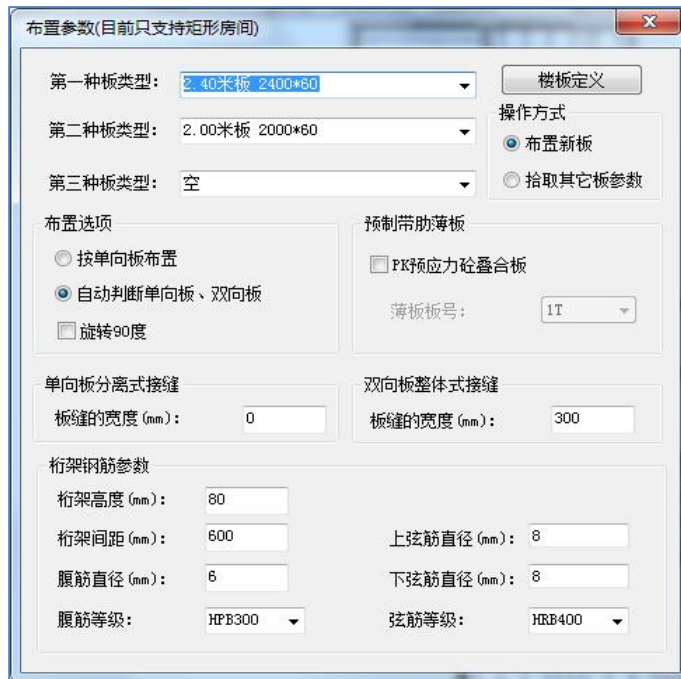 布置参数(目前只支持矩形房间)
第一种板类型: 2.40米板 2400*60 楼板定义
第二种板类型: 2.00米板 2000*60
第三种板类型: 空
操作方式
布置新板
拾取其它板参数
布置选项
按单向板布置
自动判断单向板、双向板
旋转90度
预制带肋薄板
PK预应力砼叠合板
薄板板号: 1T
单向板分离式接缝
板缝的宽度(mm): 0
双向板整体式接缝
板缝的宽度(mm): 300
桁架钢筋参数
桁架高度(mm): 80
桁架间距(mm): 600 上弦筋直径(mm): 8
腹筋直径(mm): 6 下弦筋直径(mm): 8
腹筋等级: HPB300 弦筋等级: HRB400